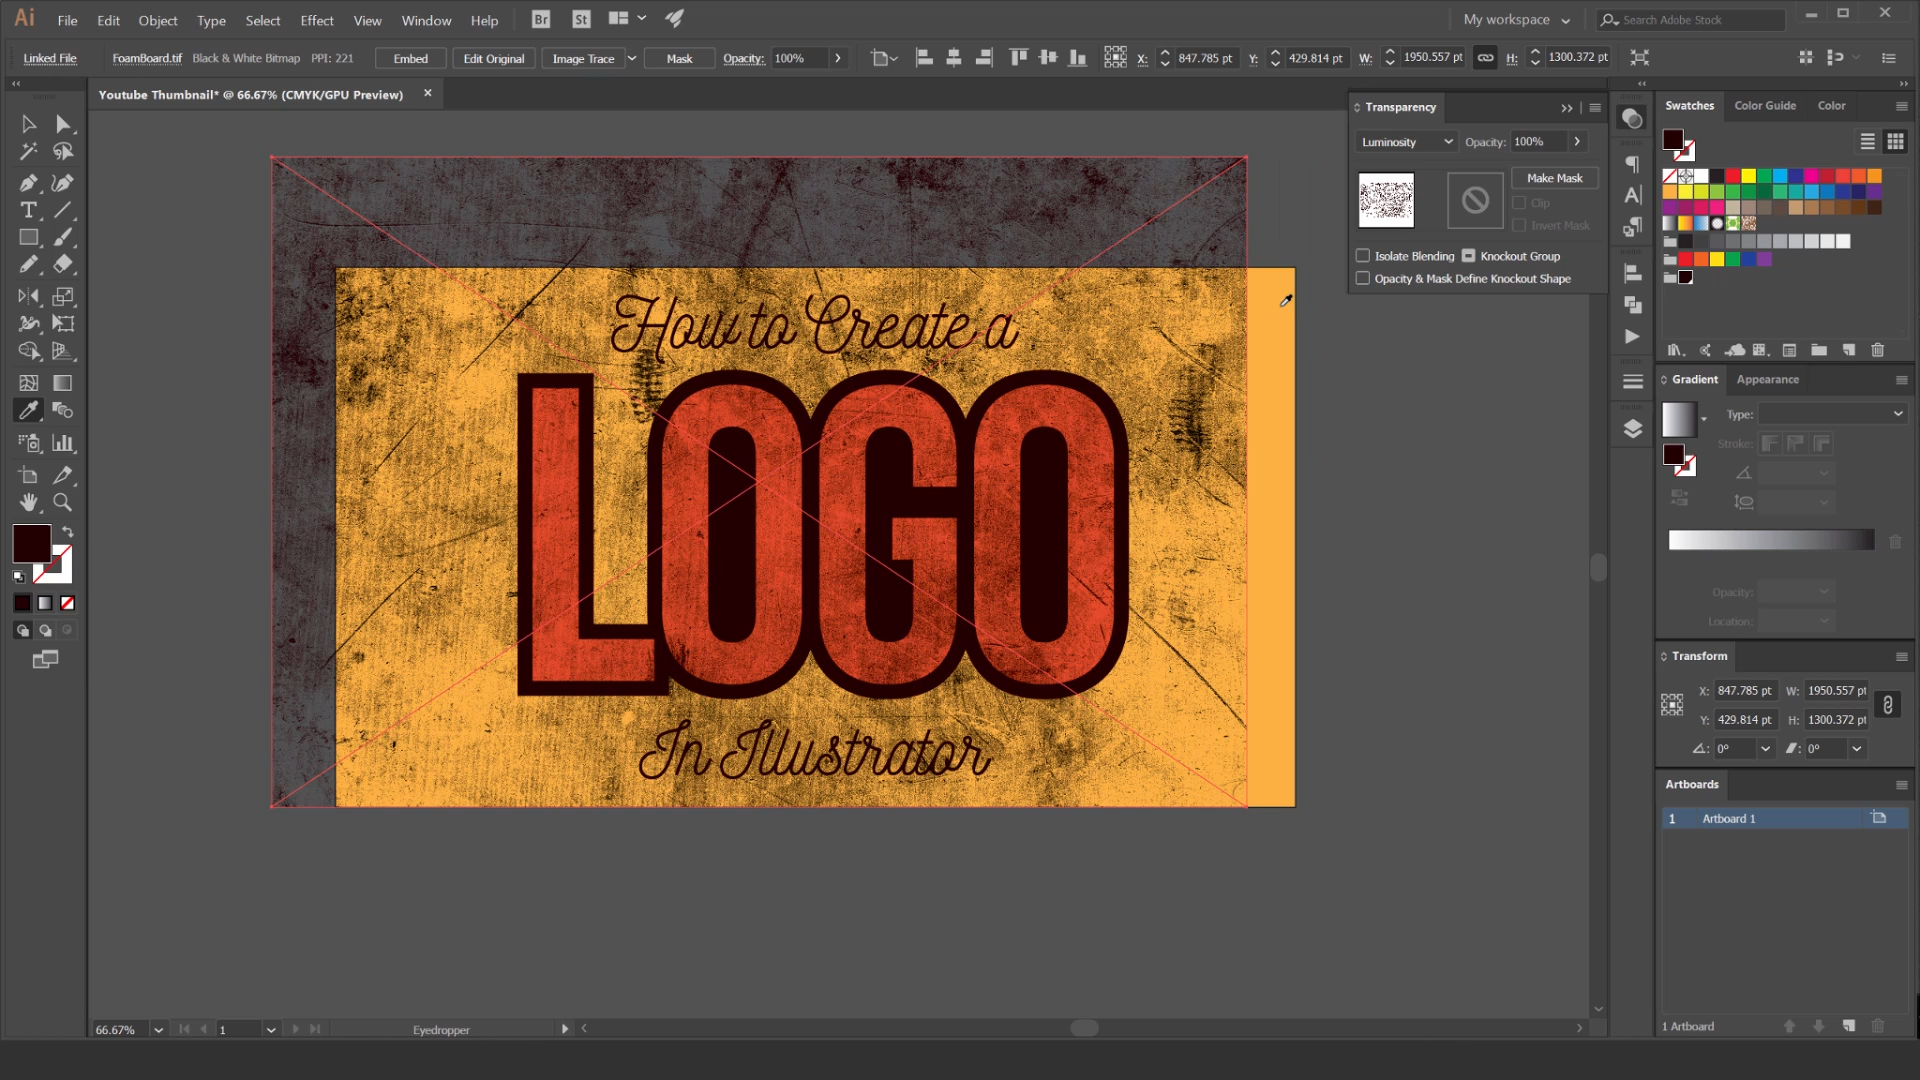 Ai File Edit Object Type Select Effect View Window Help Br St My workspace Search Adobe Stock
Linked File FoamBoard.tif Black & White Bitmap PPI: 221 Embed Edit Original Image Trace Mask Opacity: 100% X: 847.785 pt Y: 429.814 pt W: 1950.557 pt H: 1300.372 pt
Youtube Thumbnail* @ 66.67% (CMYK/GPU Preview)
Transparency
Luminosity Opacity: 100%
Make Mask
Clip
Invert Mask
Isolate Blending Knockout Group
Opacity & Mask Define Knockout Shape
Swatches Color Guide Color
How to Create a
LOGO
In Illustrator
Gradient Appearance
Type:
Stroke:
Opacity:
Location:
Transform
X: 847.785 pt W: 1950.557 pt
Y: 429.814 pt H: 1300.372 pt
0° 0°
Artboards
1 Artboard 1
1 Artboard
66.67% 1 Eyedropper